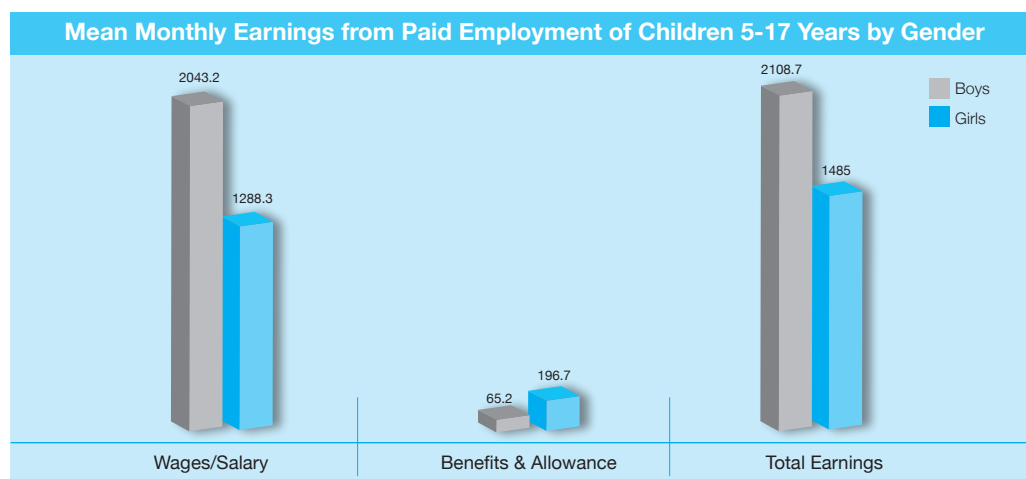 Mean Monthly Earnings from Paid Employment of Children 5-17 Years by Gender
2043.2
1288.3
65.2
196.7
2108.7
1485
Boys
Girls
Wages/Salary
Benefits & Allowance
Total Earnings